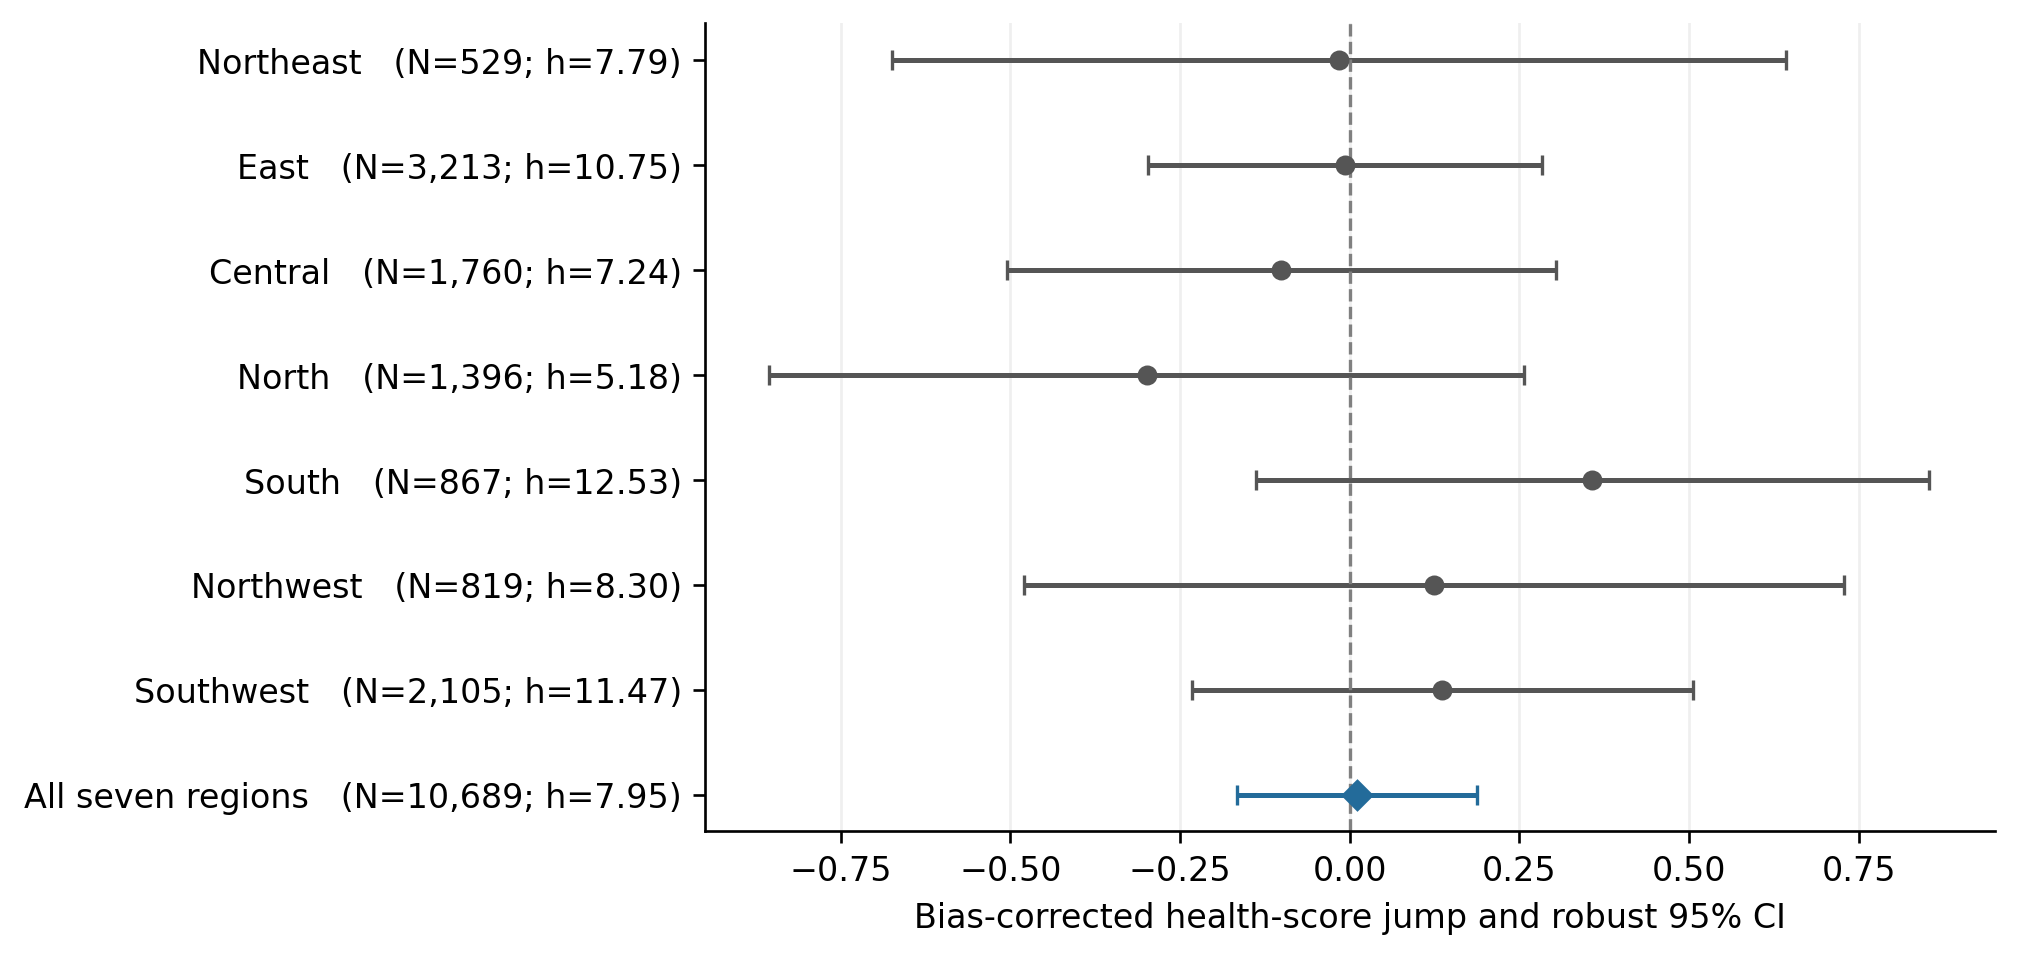 Northeast (N=529; h=7.79)
East (N=3,213; h=10.75)
Central (N=1,760; h=7.24)
North (N=1,396; h=5.18)
South (N=867; h=12.53)
Northwest (N=819; h=8.30)
Southwest (N=2,105; h=11.47)
All seven regions (N=10,689; h=7.95)
−0.75 −0.50 −0.25 0.00 0.25 0.50 0.75
Bias-corrected health-score jump and robust 95% CI